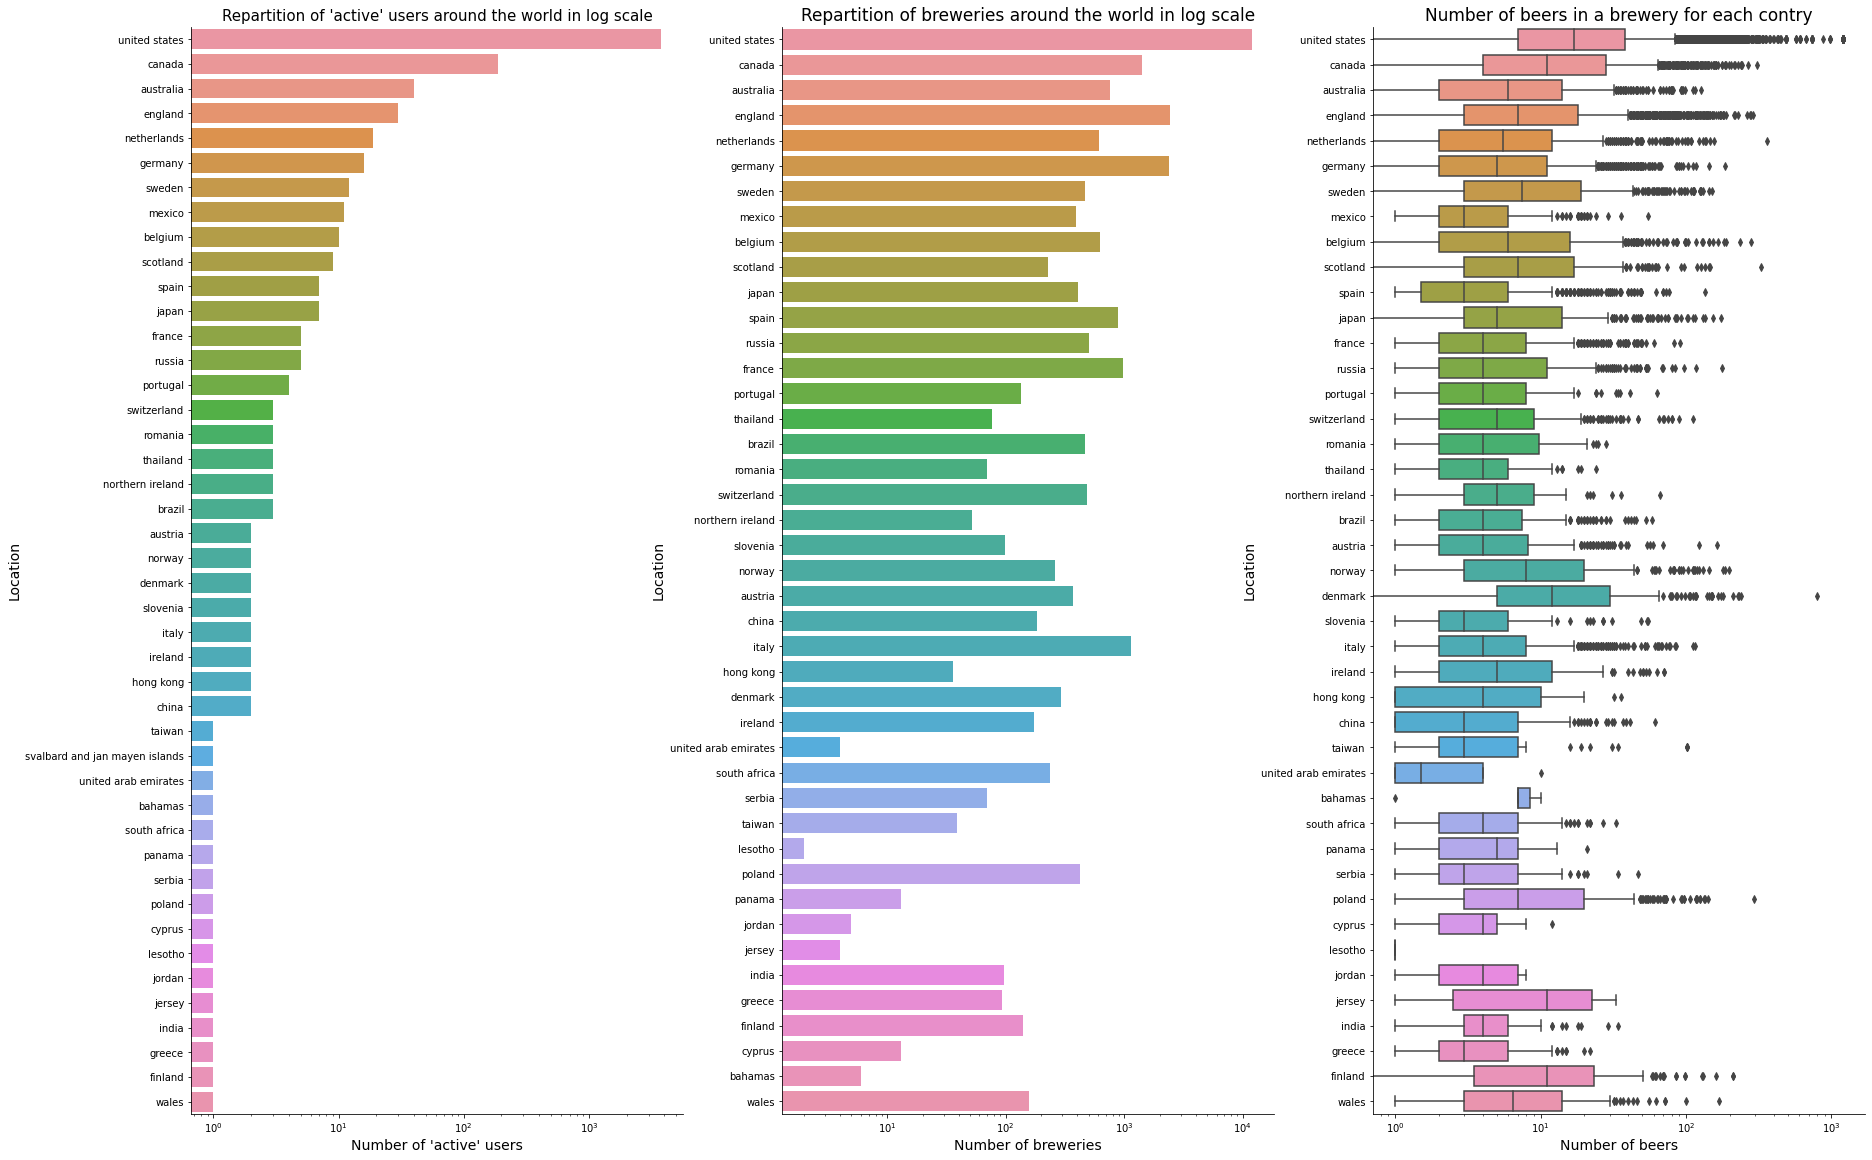 Repartition of 'active' users around the world in log scale
Location
united states
canada
australia
england
netherlands
germany
sweden
mexico
belgium
scotland
spain
japan
france
russia
portugal
switzerland
romania
thailand
northern ireland
brazil
austria
norway
denmark
slovenia
italy
ireland
hong kong
china
taiwan
svalbard and jan mayen islands
united arab emirates
bahamas
south africa
panama
serbia
poland
cyprus
lesotho
jordan
jersey
india
greece
finland
wales
10⁰ 10¹ 10² 10³
Number of 'active' users
Repartition of breweries around the world in log scale
Location
united states
canada
australia
england
netherlands
germany
sweden
mexico
belgium
scotland
japan
spain
russia
france
portugal
thailand
brazil
romania
switzerland
northern ireland
slovenia
norway
austria
china
italy
hong kong
denmark
ireland
united arab emirates
south africa
serbia
taiwan
lesotho
poland
panama
jordan
jersey
india
greece
finland
cyprus
bahamas
wales
10¹ 10² 10³ 10⁴
Number of breweries
Number of beers in a brewery for each contry
Location
united states
canada
australia
england
netherlands
germany
sweden
mexico
belgium
scotland
spain
japan
france
russia
portugal
switzerland
romania
thailand
northern ireland
brazil
austria
norway
denmark
slovenia
italy
ireland
hong kong
china
taiwan
united arab emirates
bahamas
south africa
panama
serbia
poland
cyprus
lesotho
jordan
jersey
india
greece
finland
wales
10⁰ 10¹ 10² 10³
Number of beers